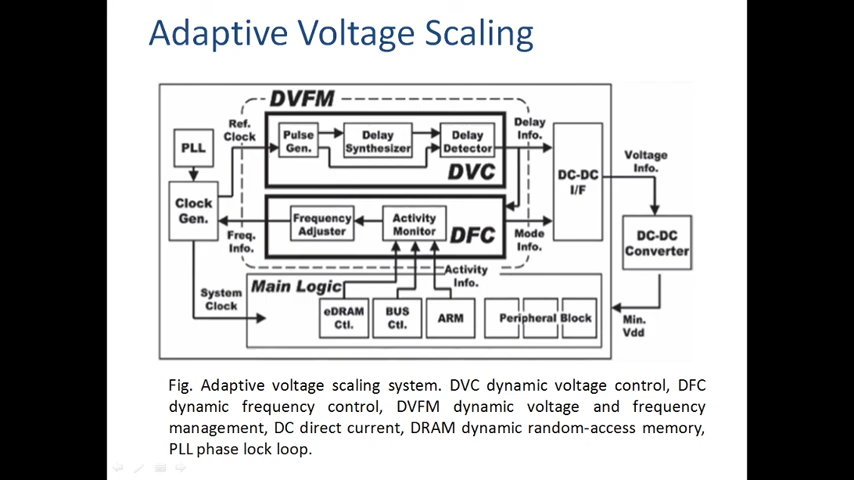 Adaptive Voltage Scaling
DVFM
Ref.
Clock
Delay
Info.
PLL
Pulse
Gen.
Delay
Synthesizer
Delay
Detector
DVC
DC-DC
I/F
Voltage
Info.
Clock
Gen.
Frequency
Adjuster
Activity
Monitor
DFC
Freq.
Info.
Mode
Info.
DC-DC
Converter
Activity
Info.
System
Clock
Main Logic
eDRAM
Ctl.
BUS
Ctl.
ARM
Peripheral Block
Min.
Vdd
Fig. Adaptive voltage scaling system. DVC dynamic voltage control, DFC
dynamic frequency control, DVFM dynamic voltage and frequency
management, DC direct current, DRAM dynamic random-access memory,
PLL phase lock loop.